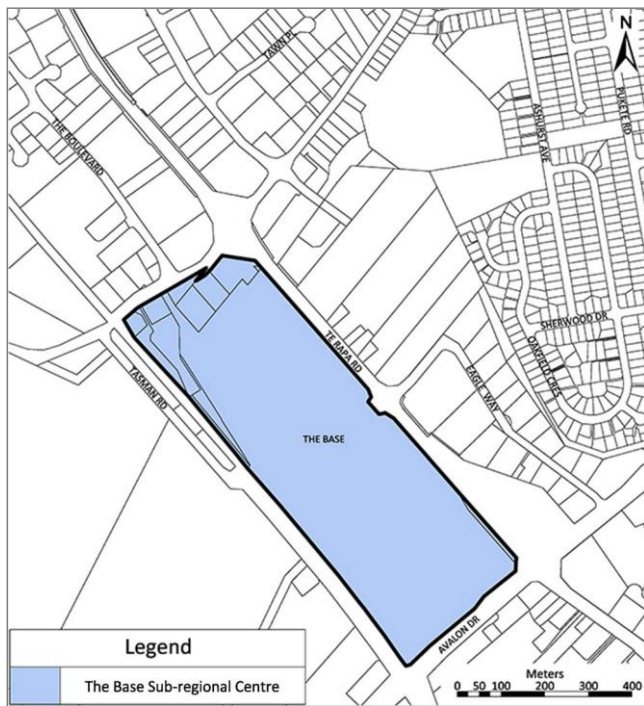 N
TAWN PL
THE BOULEVARD
ASHURST AVE
PUKETE RD
SHERWOOD DR
OAKFIELD CRES
TE RAPA RD
EAGLE WAY
TASMAN RD
THE BASE
AVALON DR
Legend
The Base Sub-regional Centre
Meters
0 50 100 200 300 400